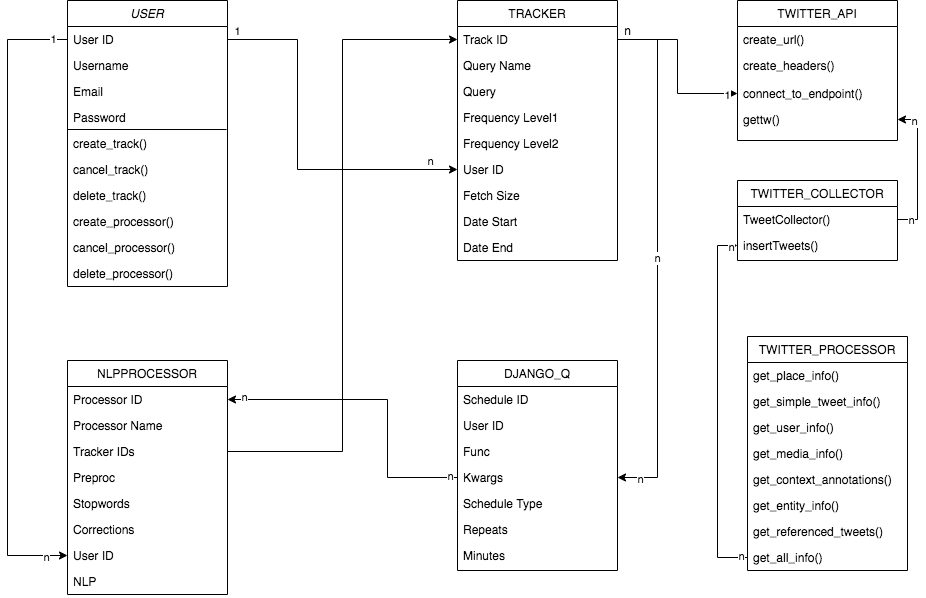 USER
User ID
Username
Email
Password
create_track()
cancel_track()
delete_track()
create_processor()
cancel_processor()
delete_processor()
1
1
n
TRACKER
Track ID
Query Name
Query
Frequency Level1
Frequency Level2
User ID
Fetch Size
Date Start
Date End
n
1
n
TWITTER_API
create_url()
create_headers()
connect_to_endpoint()
gettw()
n
TWITTER_COLLECTOR
TweetCollector()
insertTweets()
n
n
NLPPROCESSOR
Processor ID
Processor Name
Tracker IDs
Preproc
Stopwords
Corrections
User ID
NLP
n
n
DJANGO_Q
Schedule ID
User ID
Func
Kwargs
Schedule Type
Repeats
Minutes
n
n
TWITTER_PROCESSOR
get_place_info()
get_simple_tweet_info()
get_user_info()
get_media_info()
get_context_annotations()
get_entity_info()
get_referenced_tweets()
get_all_info()
n